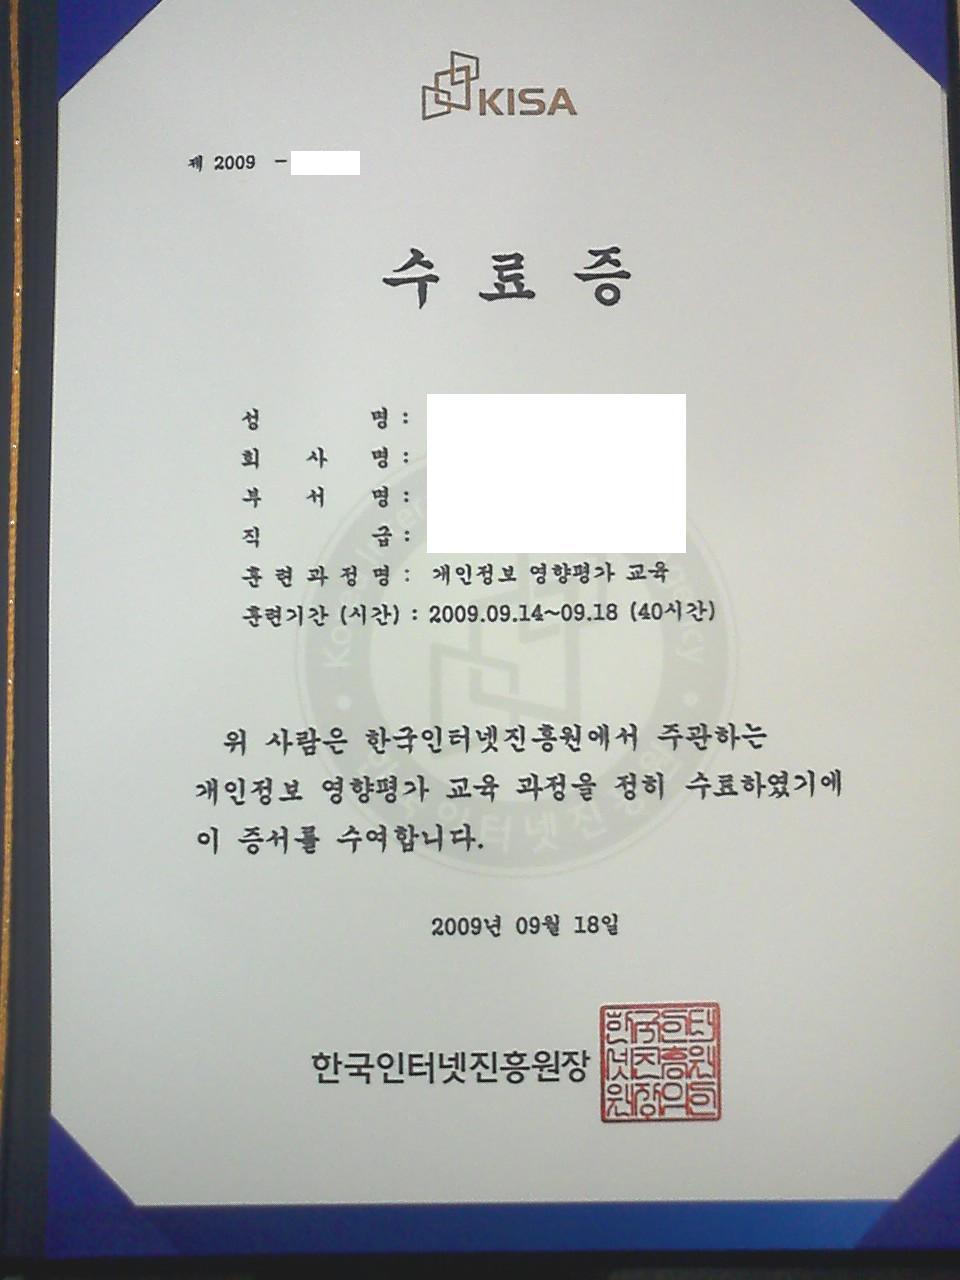 KISA
제 2009 -
수 료 증
성 명 :
회 사 명 :
부 서 명 :
직 급 :
훈 련 과 정 명 : 개인정보 영향평가 교육
훈련기간 (시간) : 2009.09.14~09.18 (40시간)
위 사람은 한국인터넷진흥원에서 주관하는
개인정보 영향평가 교육 과정을 정히 수료하였기에
이 증서를 수여합니다.
2009년 09월 18일
한국인터넷진흥원장